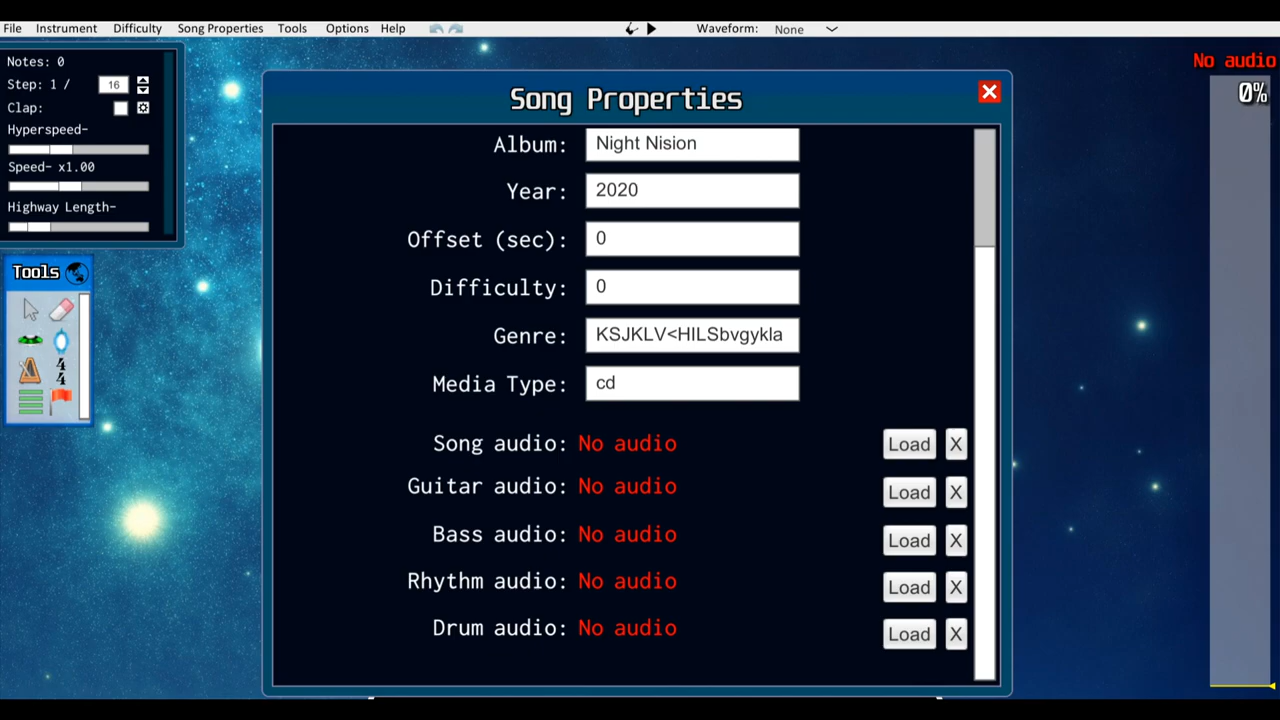 File Instrument Difficulty Song Properties Tools Options Help Waveform: None
Notes: 0
Step: 1 / 16
Clap:
Hyperspeed-
Speed- x1.00
Highway Length-
Tools
4
4
Song Properties
X
Album: Night Nision
Year: 2020
Offset (sec): 0
Difficulty: 0
Genre: KSJKLV<HILSbvgykla
Media Type: cd
Song audio: No audio Load X
Guitar audio: No audio Load X
Bass audio: No audio Load X
Rhythm audio: No audio Load X
Drum audio: No audio Load X
No audio
0%